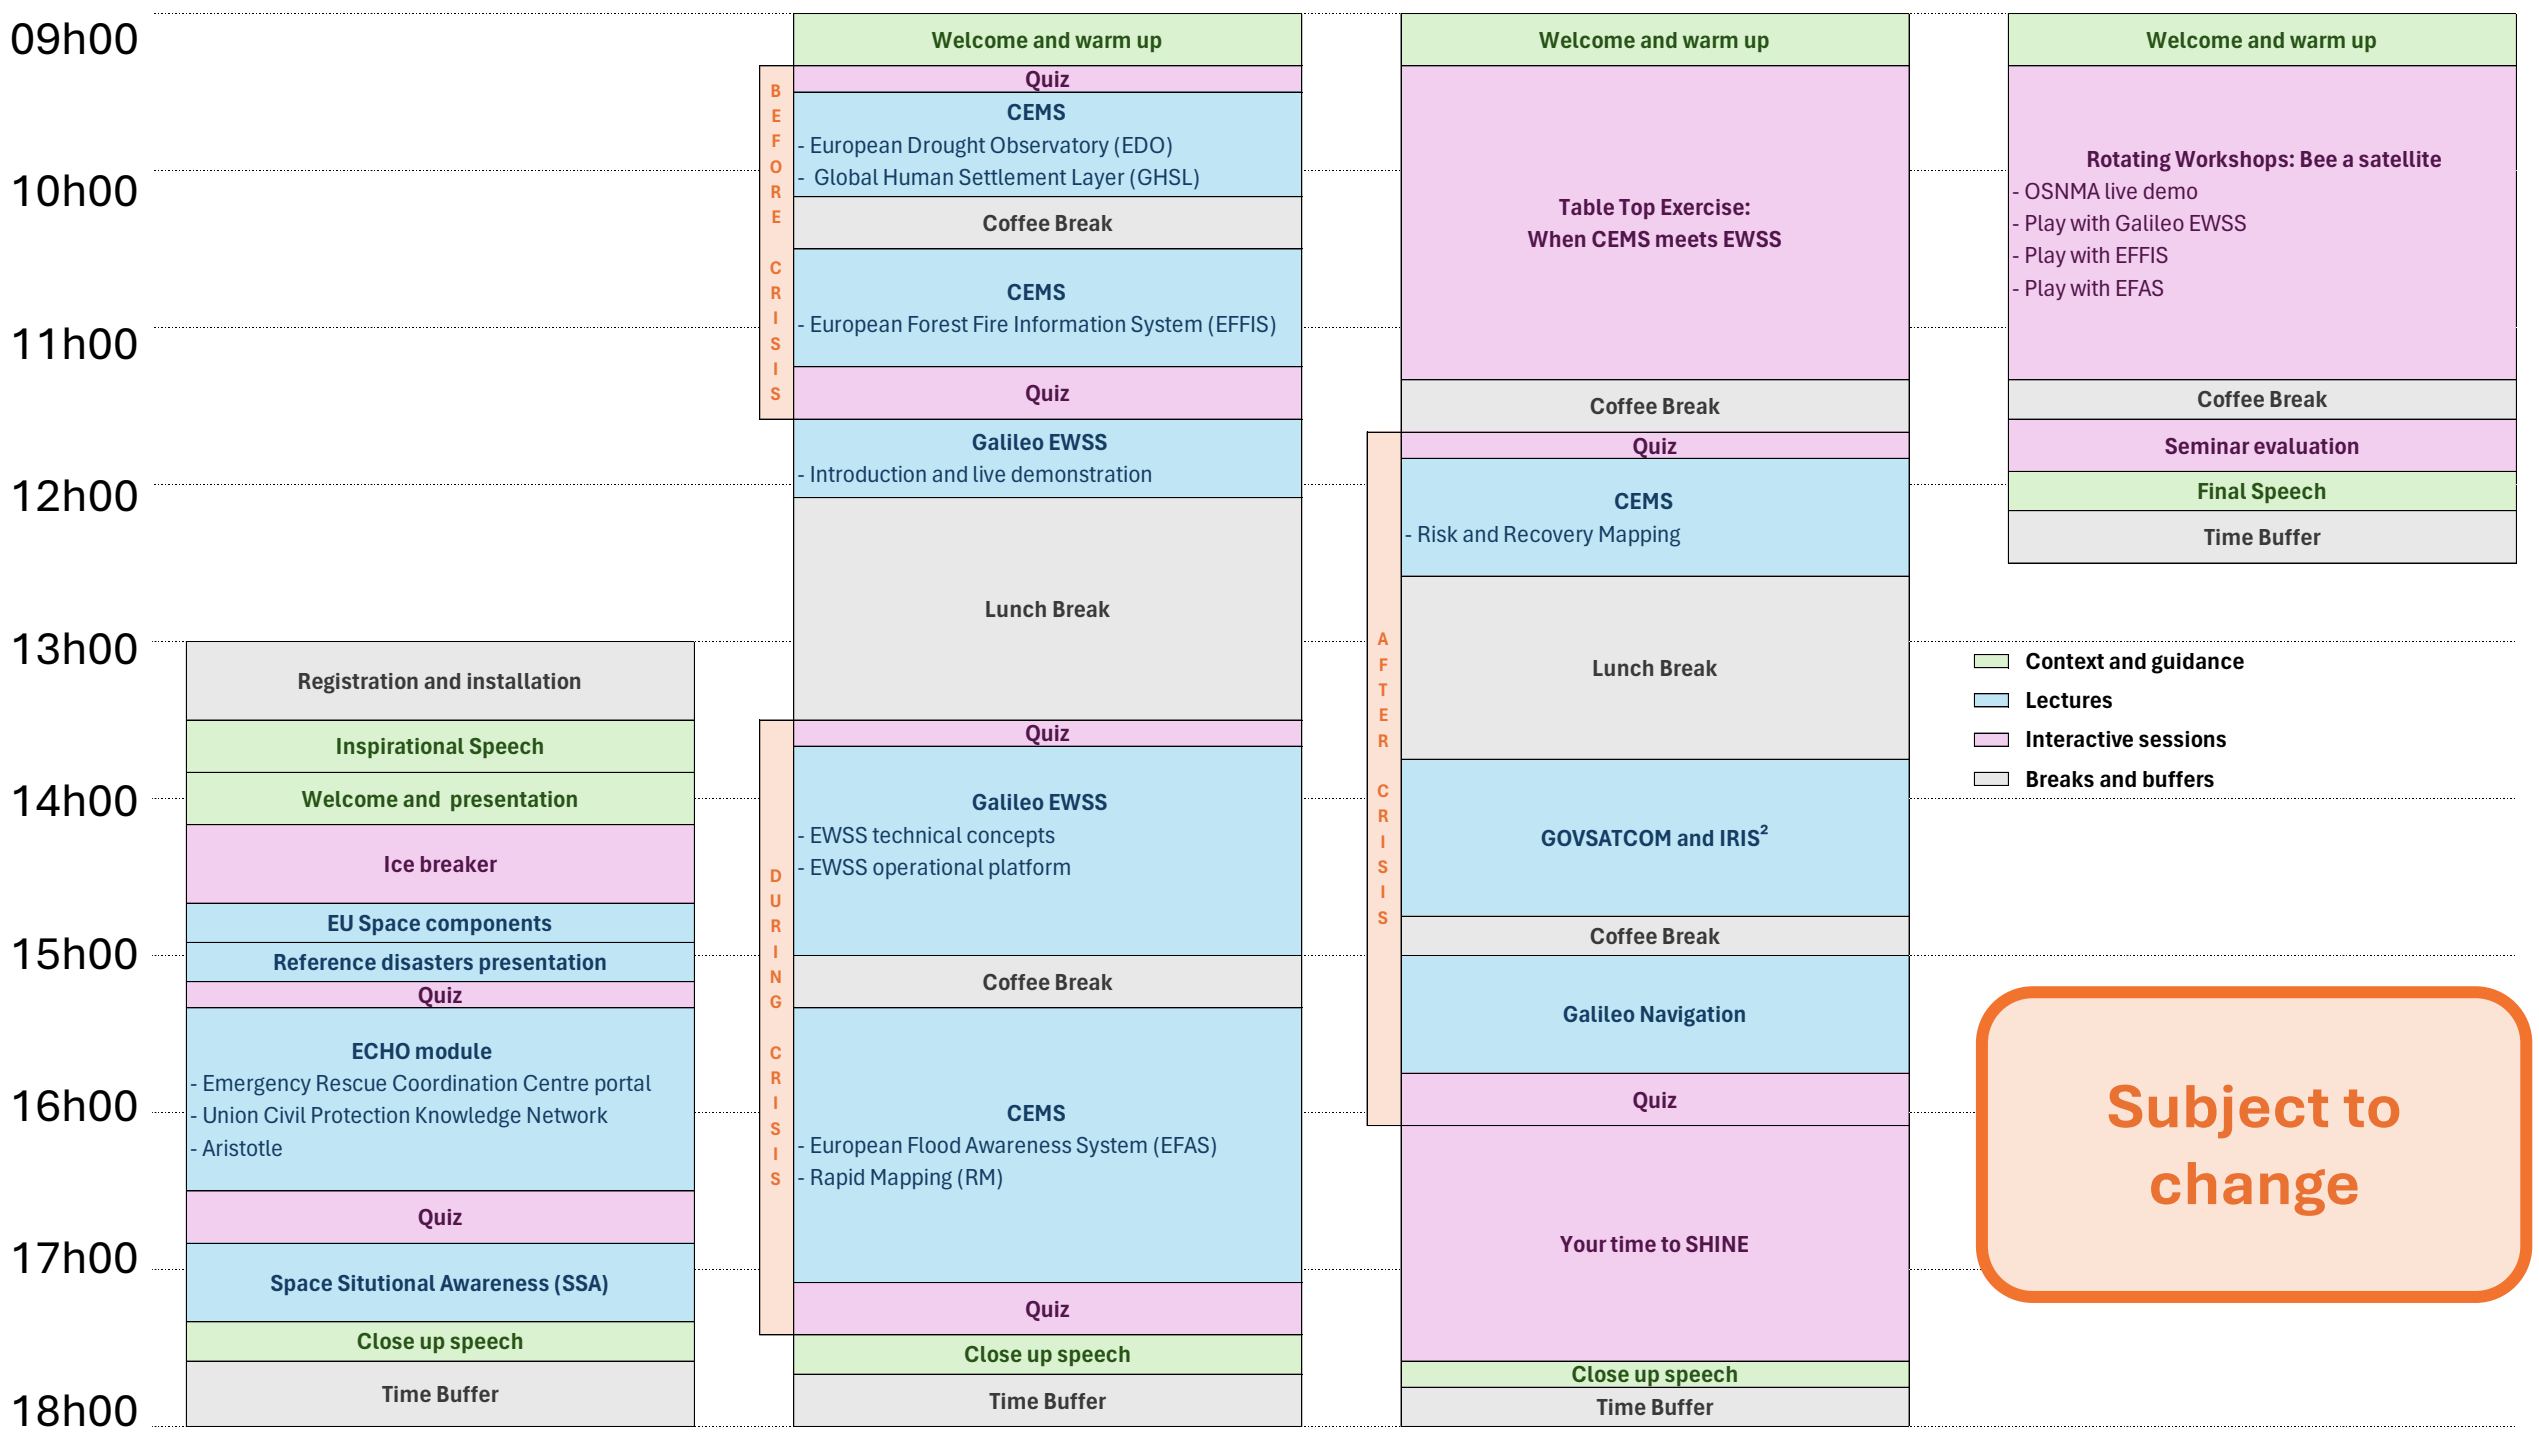 09h00
10h00
11h00
12h00
13h00
14h00
15h00
16h00
17h00
18h00
Registration and installation
Inspirational Speech
Welcome and  presentation
Ice breaker
EU Space components
Reference disasters presentation
Quiz
ECHO module
- Emergency Rescue Coordination Centre portal
- Union Civil Protection Knowledge Network
- Aristotle
Quiz
Space Situtional Awareness (SSA)
Close up speech
Time Buffer
BEFORE CRISIS
DURING CRISIS
Welcome and warm up
Quiz
CEMS
- European Drought Observatory (EDO)
-  Global Human Settlement Layer (GHSL)
Coffee Break
CEMS
- European Forest Fire Information System (EFFIS)
Quiz
Galileo EWSS
- Introduction and live demonstration
Lunch Break
Quiz
Galileo EWSS
- EWSS technical concepts
- EWSS operational platform
Coffee Break
CEMS
- European Flood Awareness System (EFAS)
- Rapid Mapping (RM)
Quiz
Close up speech
Time Buffer
AFTER CRISIS
Welcome and warm up
Table Top Exercise:
When CEMS meets EWSS
Coffee Break
Quiz
CEMS
- Risk and Recovery Mapping
Lunch Break
GOVSATCOM and IRIS²
Coffee Break
Galileo Navigation
Quiz
Your time to SHINE
Close up speech
Time Buffer
Welcome and warm up
Rotating Workshops: Bee a satellite
- OSNMA live demo
- Play with Galileo EWSS
- Play with EFFIS
- Play with EFAS
Coffee Break
Seminar evaluation
Final Speech
Time Buffer
Context and guidance
Lectures
Interactive sessions
Breaks and buffers
Subject to
change